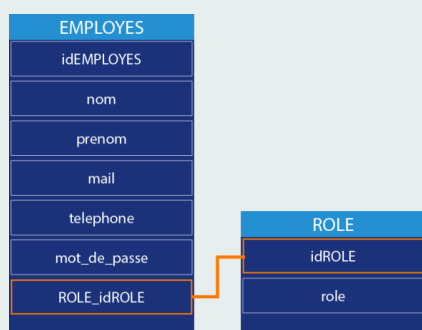 EMPLOYES
idEMPLOYES
nom
prenom
mail
telephone
mot_de_passe
ROLE_idROLE
ROLE
idROLE
role